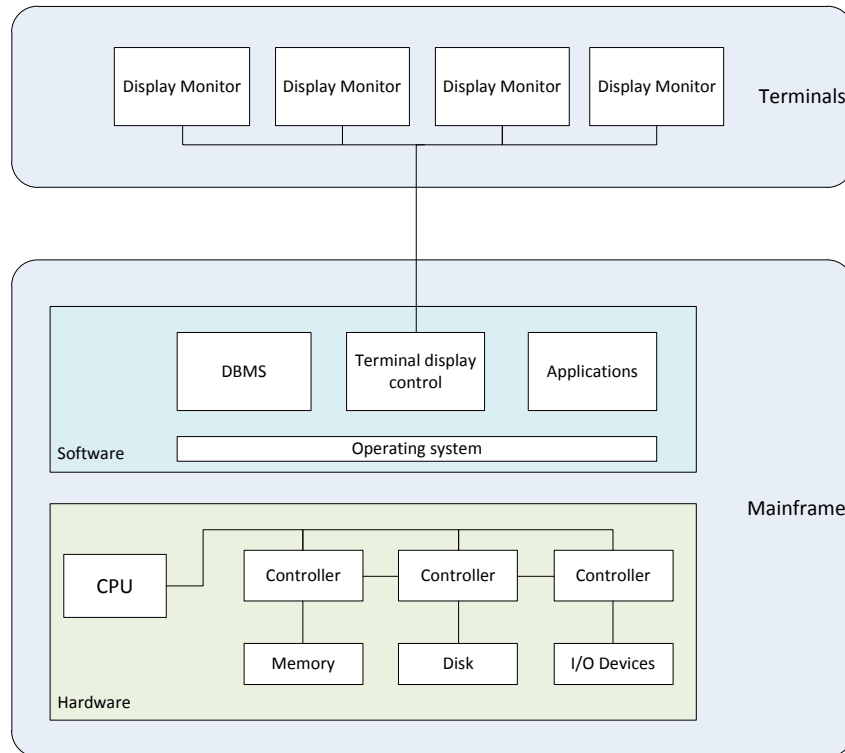 Display Monitor
Display Monitor
Display Monitor
Display Monitor
Terminals
DBMS
Terminal display
control
Applications
Operating system
Software
Mainframe
CPU
Controller
Controller
Controller
Memory
Disk
I/O Devices
Hardware